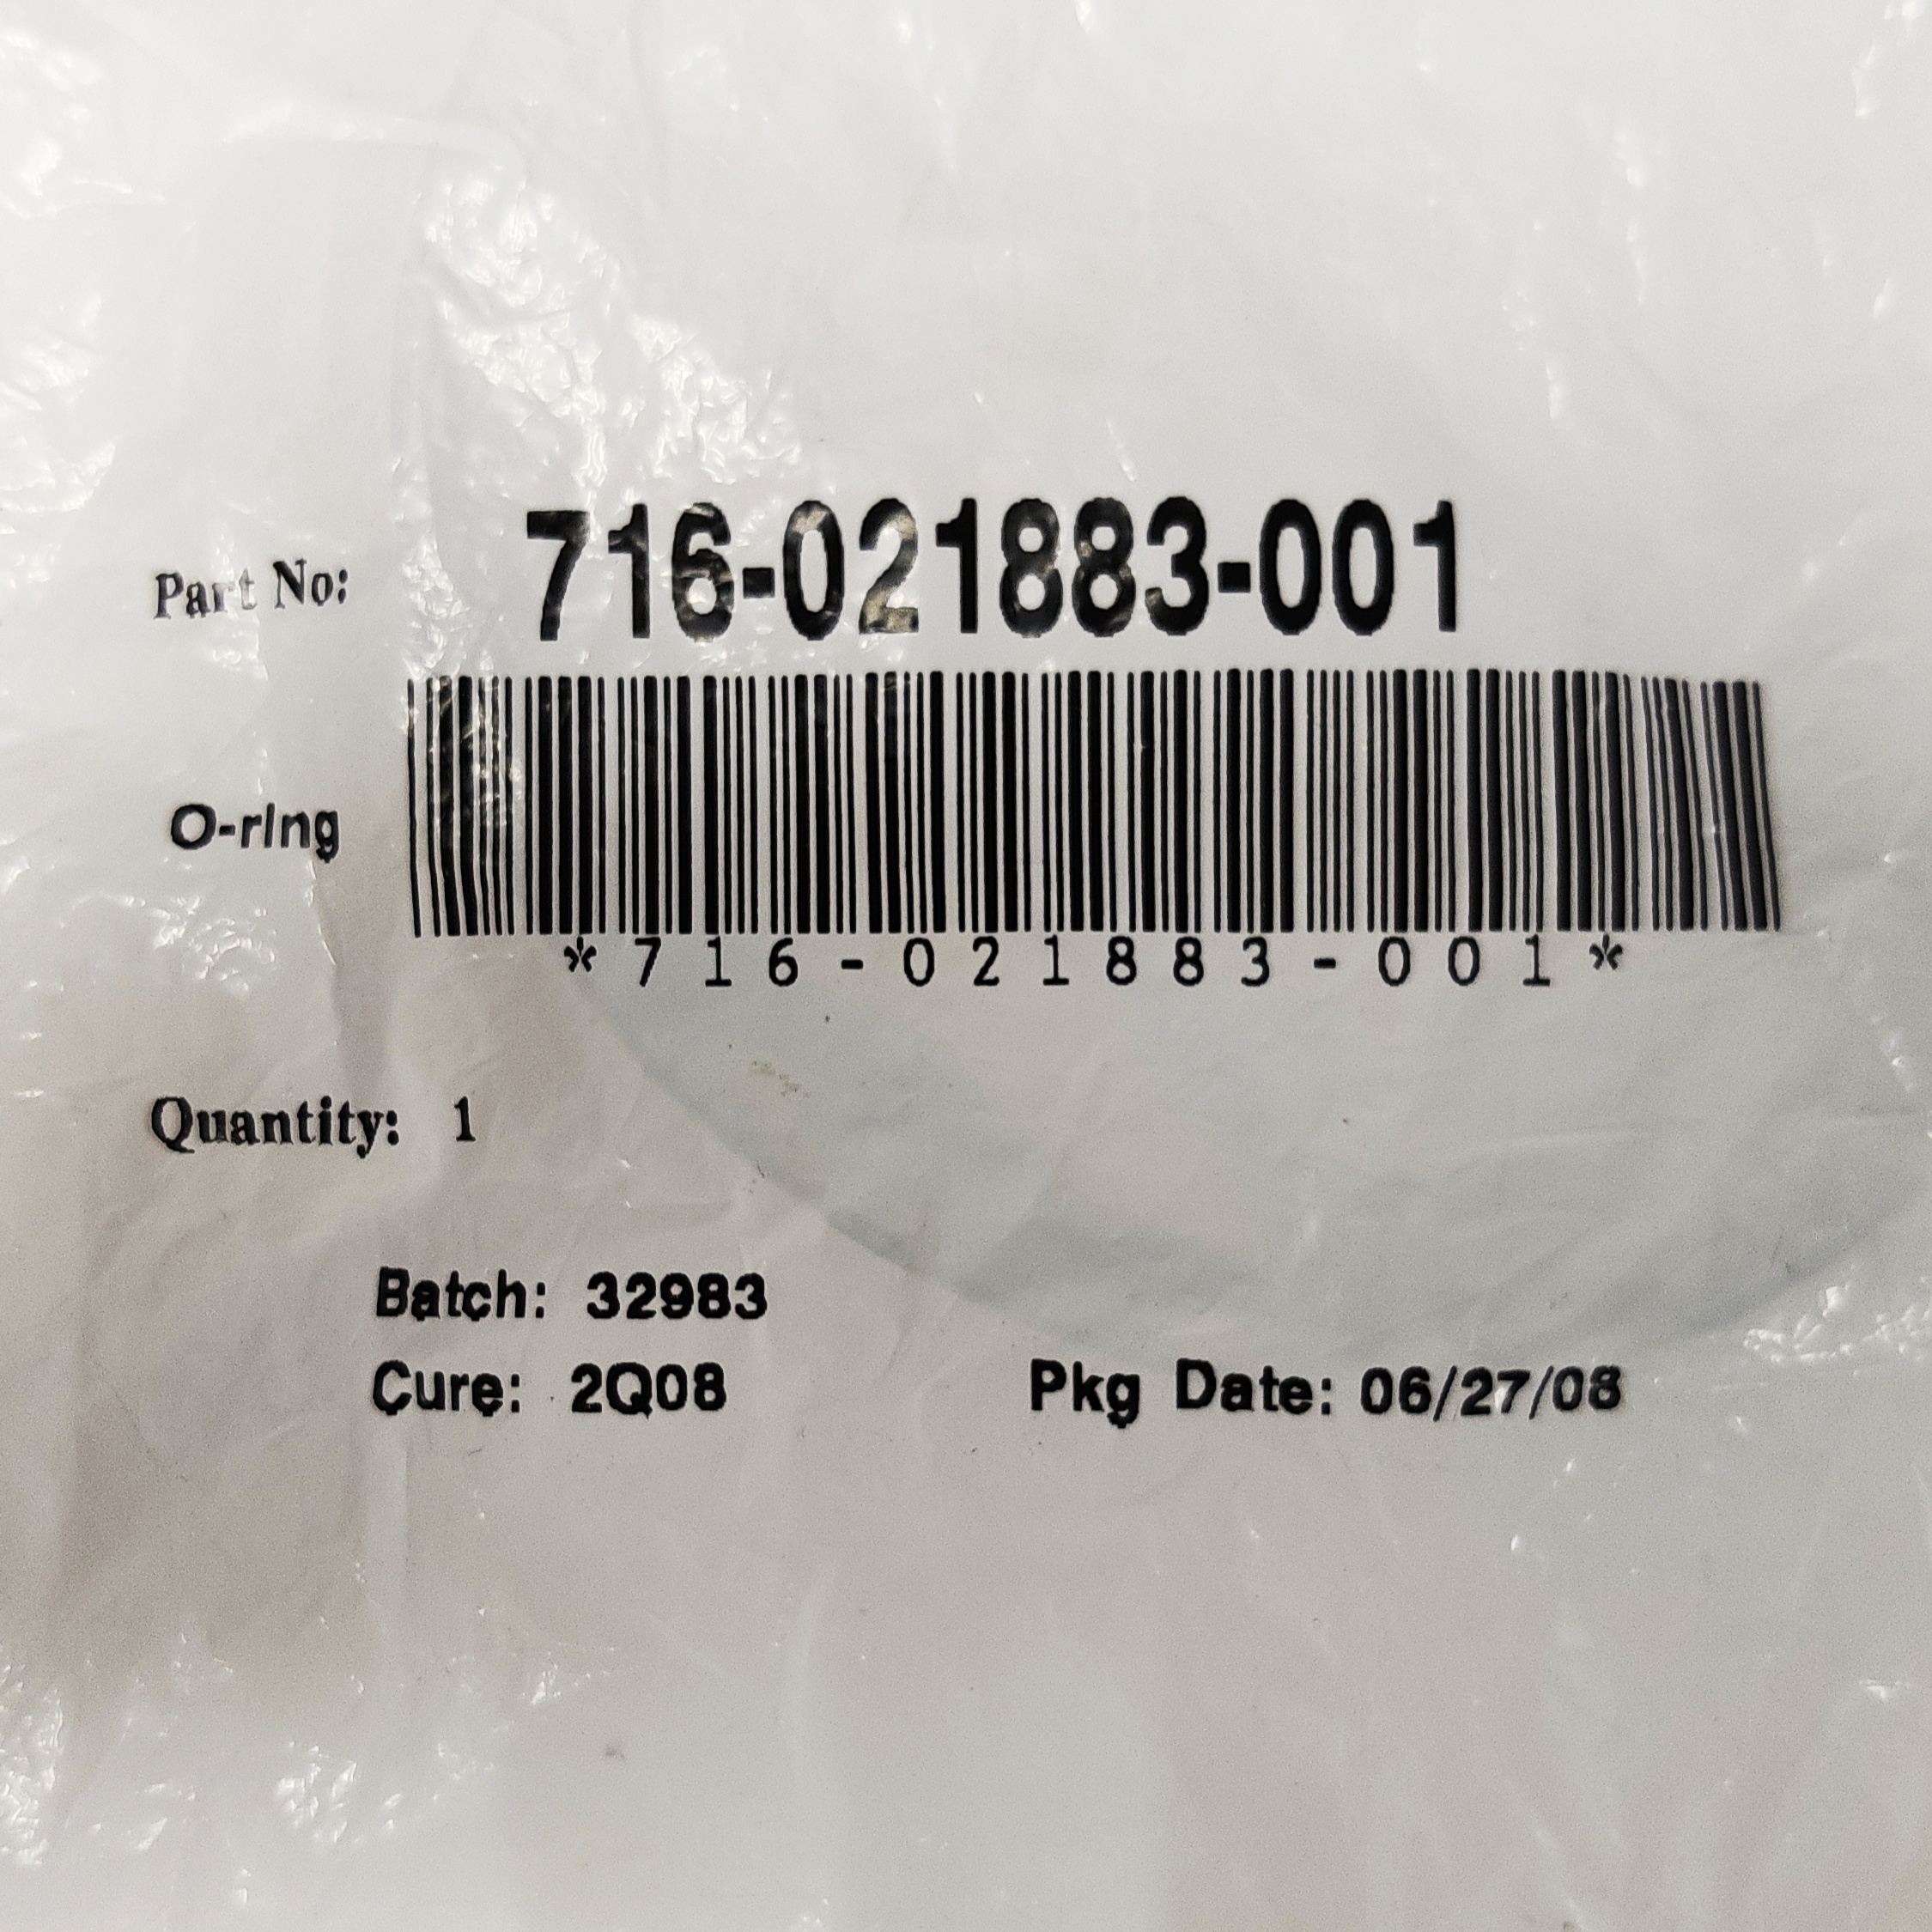 Part No: 716-021883-001
O-ring
*716-021883-001*
Quantity: 1
Batch: 32983
Cure: 2Q08 Pkg Date: 06/27/08